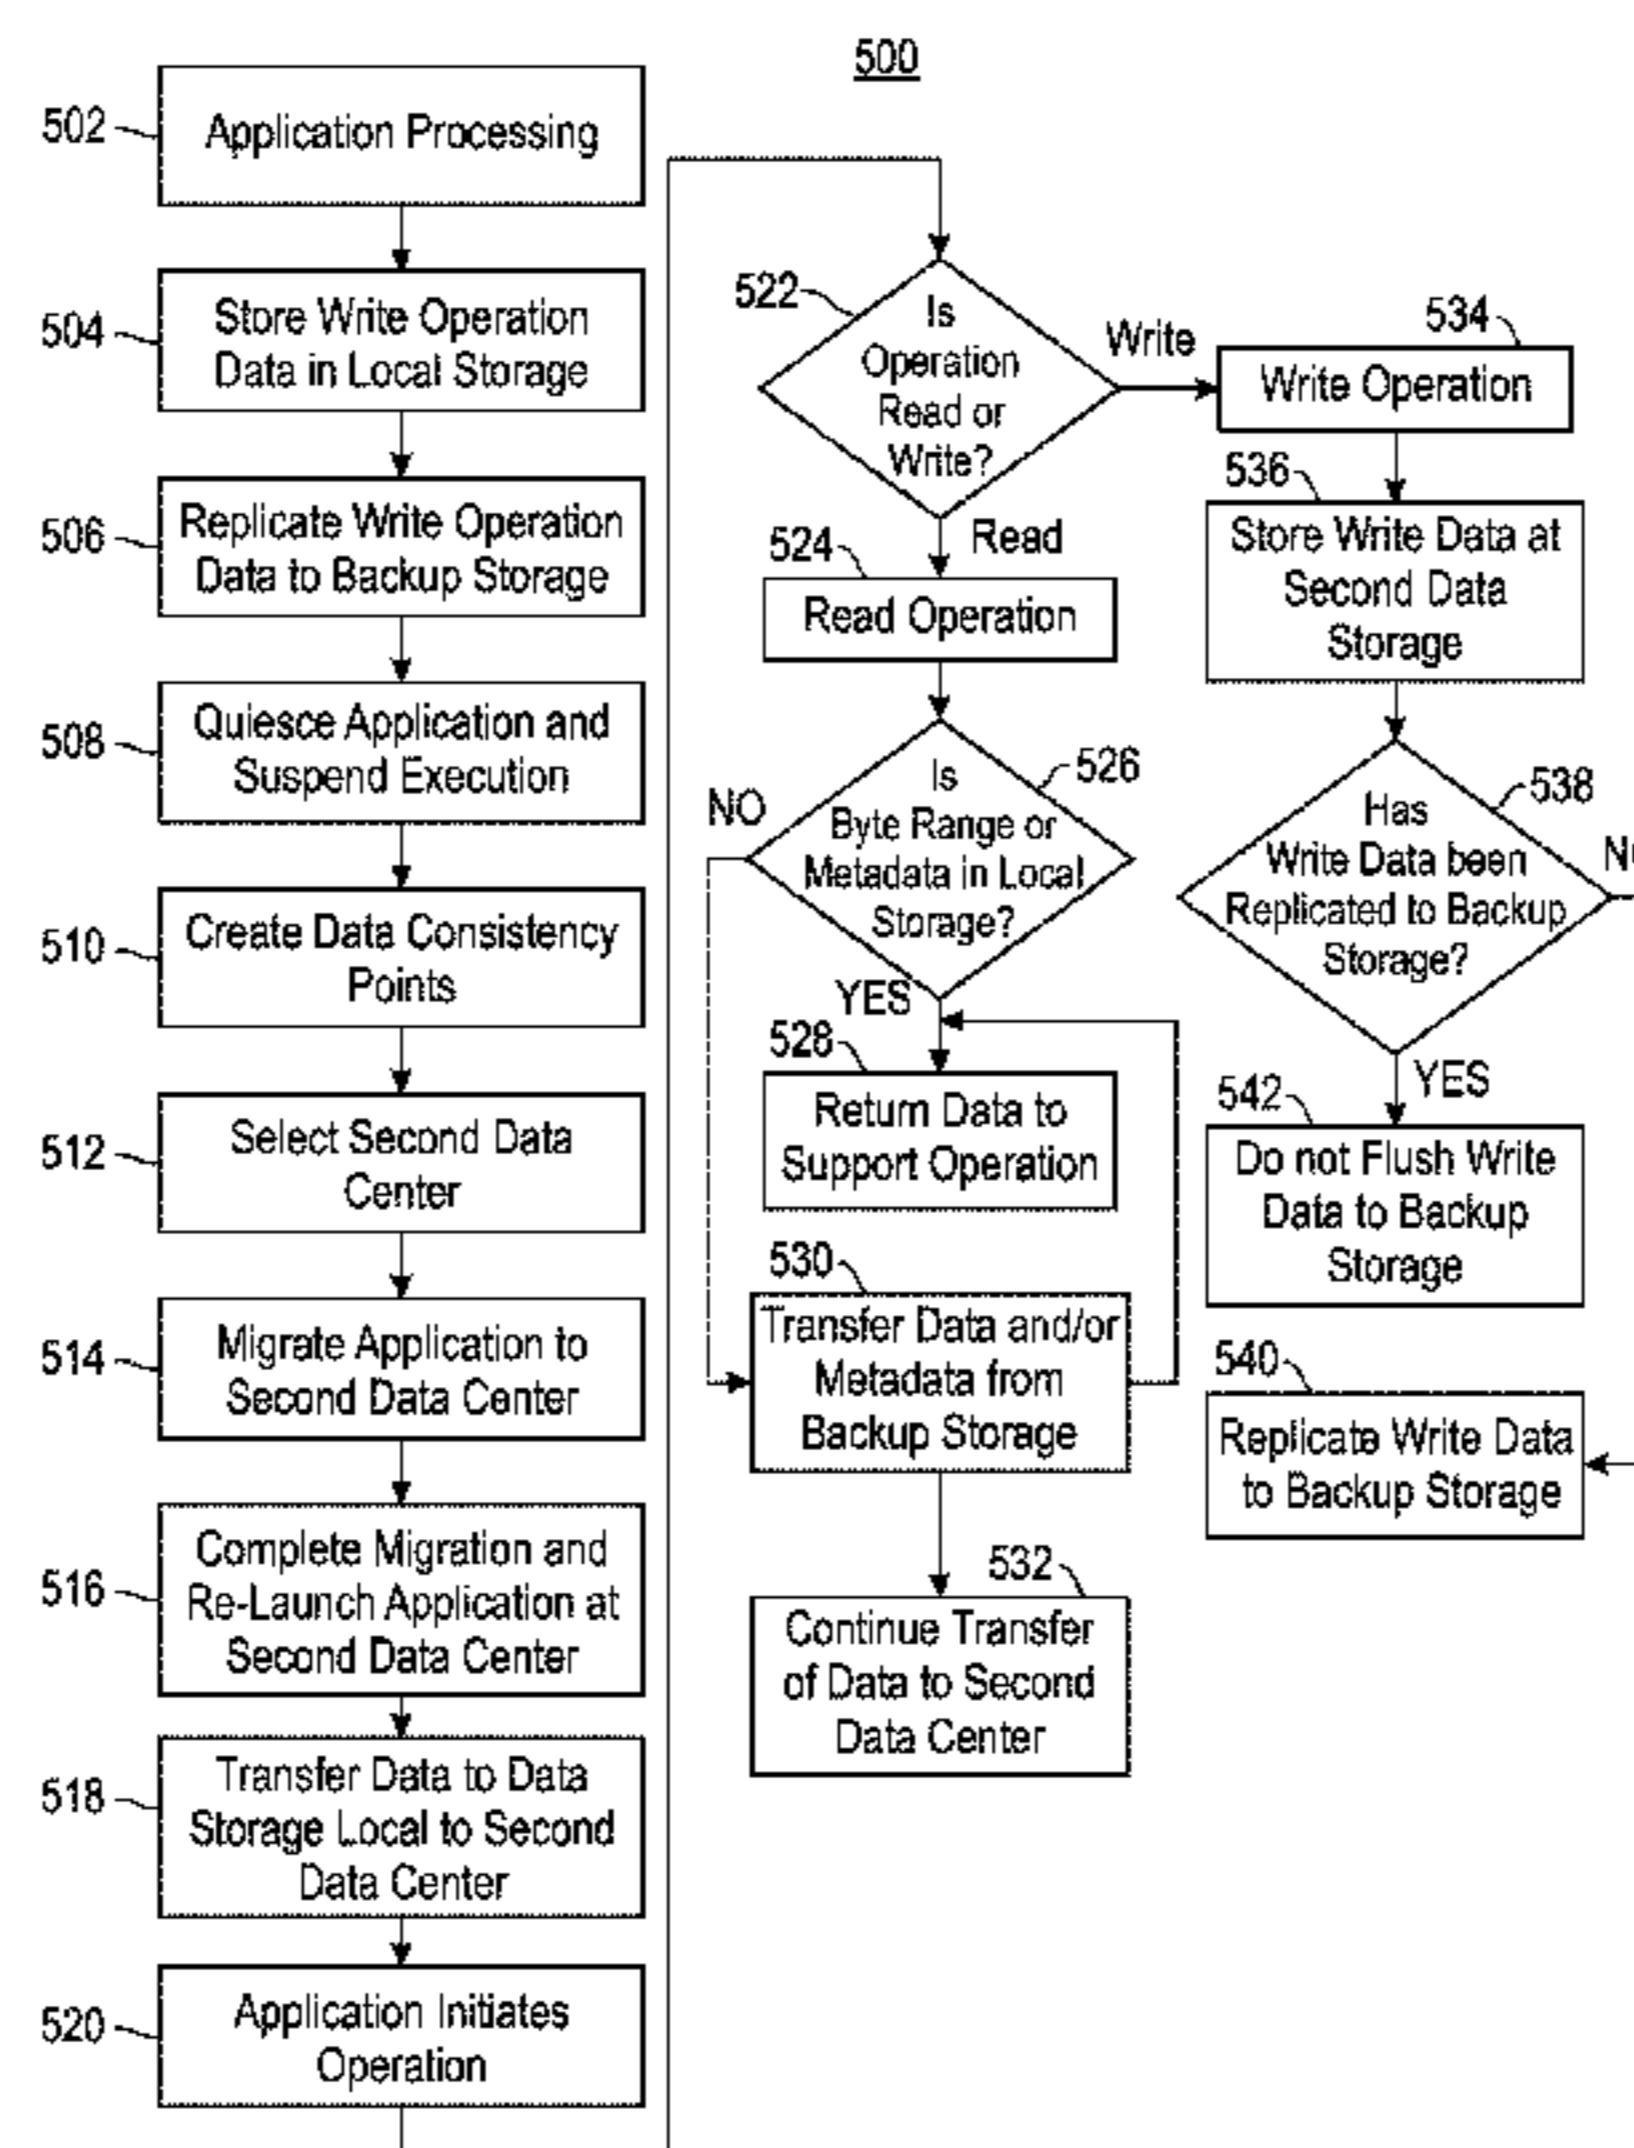 500
502
Application Processing
504
Store Write Operation
Data in Local Storage
506
Replicate Write Operation
Data to Backup Storage
508
Quiesce Application and
Suspend Execution
510
Create Data Consistency
Points
512
Select Second Data
Center
514
Migrate Application to
Second Data Center
516
Complete Migration and
Re-Launch Application at
Second Data Center
518
Transfer Data to Data
Storage Local to Second
Data Center
520
Application Initiates
Operation
522
Is
Operation
Read or
Write?
Write
Read
524
Read Operation
526
Is
Byte Range or
Metadata in Local
Storage?
NO
YES
528
Return Data to
Support Operation
530
Transfer Data and/or
Metadata from
Backup Storage
532
Continue Transfer
of Data to Second
Data Center
534
Write Operation
536
Store Write Data at
Second Data
Storage
538
Has
Write Data been
Replicated to Backup
Storage?
YES
542
Do not Flush Write
Data to Backup
Storage
540
Replicate Write Data
to Backup Storage